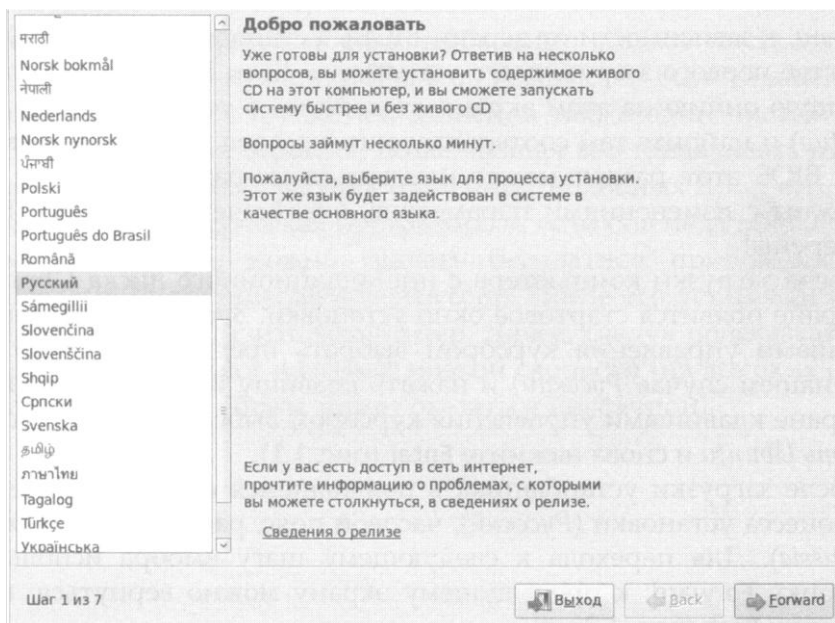 मराठी
Norsk bokmål
नेपाली
Nederlands
Norsk nynorsk
ਪੰਜਾਬੀ
Polski
Português
Português do Brasil
Română
Русский
Sámegillii
Slovenčina
Slovenščina
Shqip
Српски
Svenska
தமிழ்
ภาษาไทย
Tagalog
Türkçe
Українська
Добро пожаловать
Уже готовы для установки? Ответив на несколько
вопросов, вы можете установить содержимое живого
CD на этот компьютер, и вы сможете запускать
систему быстрее и без живого CD.
Вопросы займут несколько минут.
Пожалуйста, выберите язык для процесса установки.
Этот же язык будет задействован в системе в
качестве основного языка.
Если у вас есть доступ в сеть интернет,
прочтите информацию о проблемах, с которыми
вы можете столкнуться, в сведениях о релизе.
Сведения о релизе
Шаг 1 из 7
Выход
Back
Forward